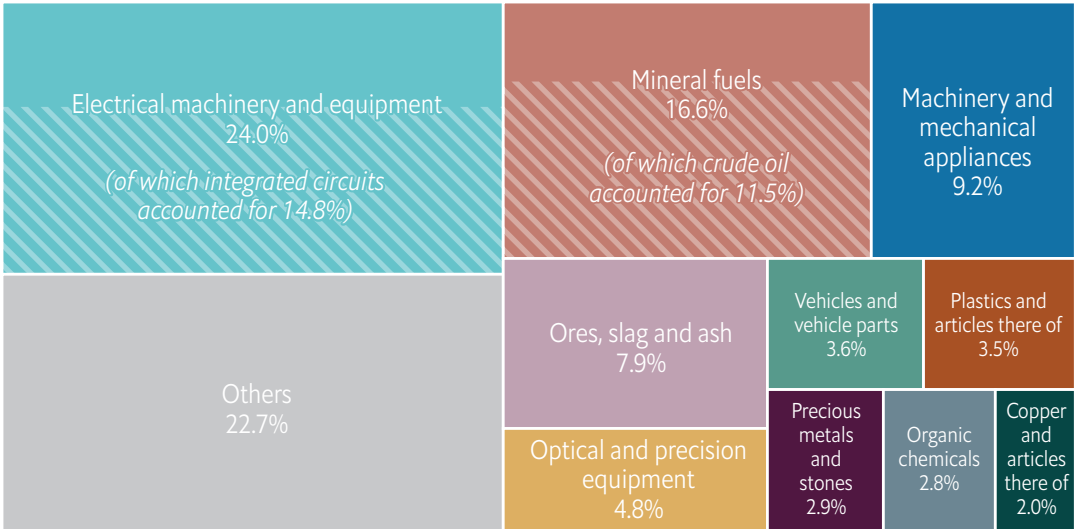 Electrical machinery and equipment
24.0%
(of which integrated circuits
accounted for 14.8%)
Mineral fuels
16.6%
(of which crude oil
accounted for 11.5%)
Machinery and
mechanical
appliances
9.2%
Others
22.7%
Ores, slag and ash
7.9%
Optical and precision
equipment
4.8%
Vehicles and
vehicle parts
3.6%
Plastics and
articles there of
3.5%
Precious
metals
and
stones
2.9%
Organic
chemicals
2.8%
Copper
and
articles
there of
2.0%